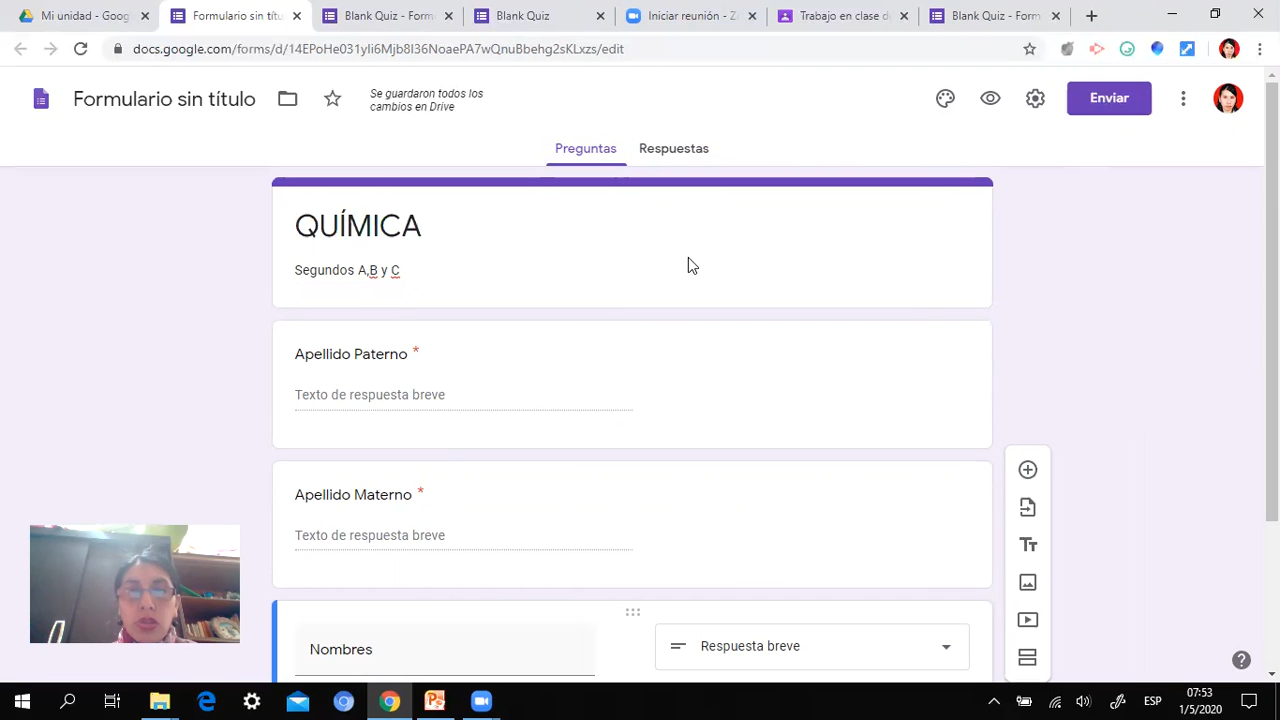 Mi unidad - Goog
Formulario sin títu
Blank Quiz - Form
Blank Quiz
Iniciar reunión
Trabajo en clase d
Blank Quiz - Form
docs.google.com/forms/d/14EPoHe031yIi6Mjb8I36NoaePA7wQnuBbehg2sKLxzs/edit
Formulario sin título
Se guardaron todos los
cambios en Drive
Enviar
Preguntas
Respuestas
QUÍMICA
Segundos A,B y C
Apellido Paterno *
Texto de respuesta breve
Apellido Materno *
Texto de respuesta breve
Nombres
Respuesta breve
ESP
07:53
1/5/2020